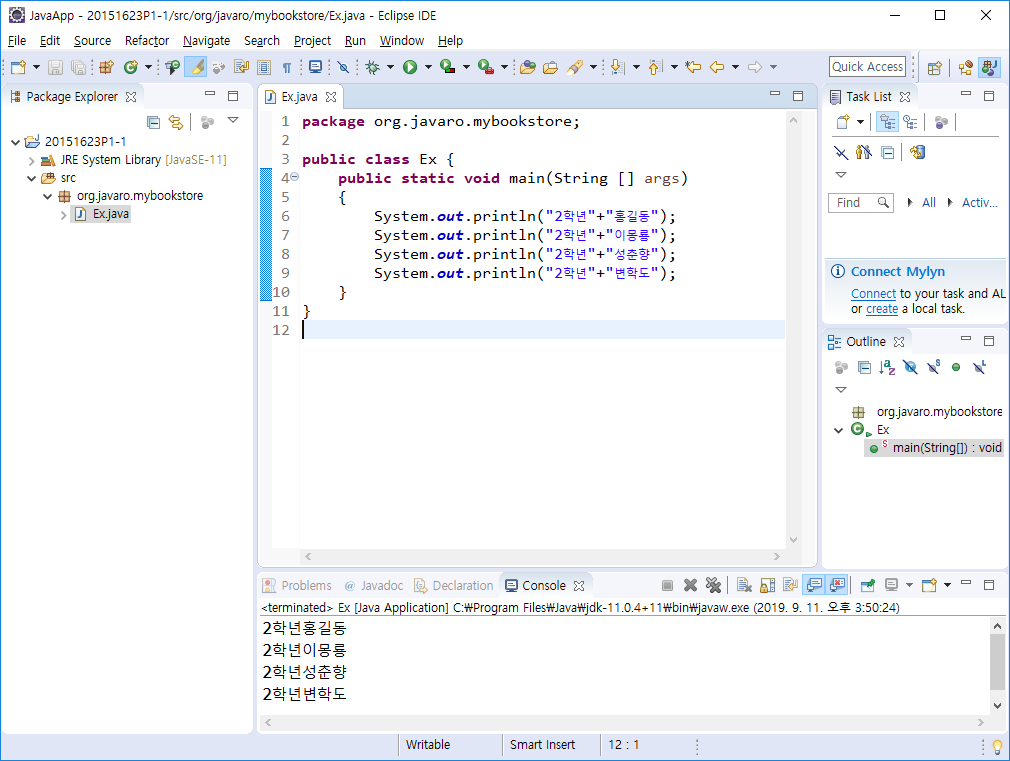 JavaApp - 20151623P1-1/src/org/javaro/mybookstore/Ex.java - Eclipse IDE
File Edit Source Refactor Navigate Search Project Run Window Help
Quick Access
Package Explorer
20151623P1-1
JRE System Library [JavaSE-11]
src
org.javaro.mybookstore
Ex.java
Ex.java
1 package org.javaro.mybookstore;
2
3 public class Ex {
4 public static void main(String [] args)
5 {
6 System.out.println("2학년"+"홍길동");
7 System.out.println("2학년"+"이몽룡");
8 System.out.println("2학년"+"성춘향");
9 System.out.println("2학년"+"변학도");
10 }
11 }
12
Task List
Find All Activ...
Connect Mylyn
Connect to your task and AL
or create a local task.
Outline
org.javaro.mybookstore
Ex
main(String[]) : void
Problems @ Javadoc Declaration Console
<terminated> Ex [Java Application] C:₩Program Files₩Java₩jdk-11.0.4+11₩bin₩javaw.exe (2019. 9. 11. 오후 3:50:24)
2학년홍길동
2학년이몽룡
2학년성춘향
2학년변학도
Writable Smart Insert 12 : 1